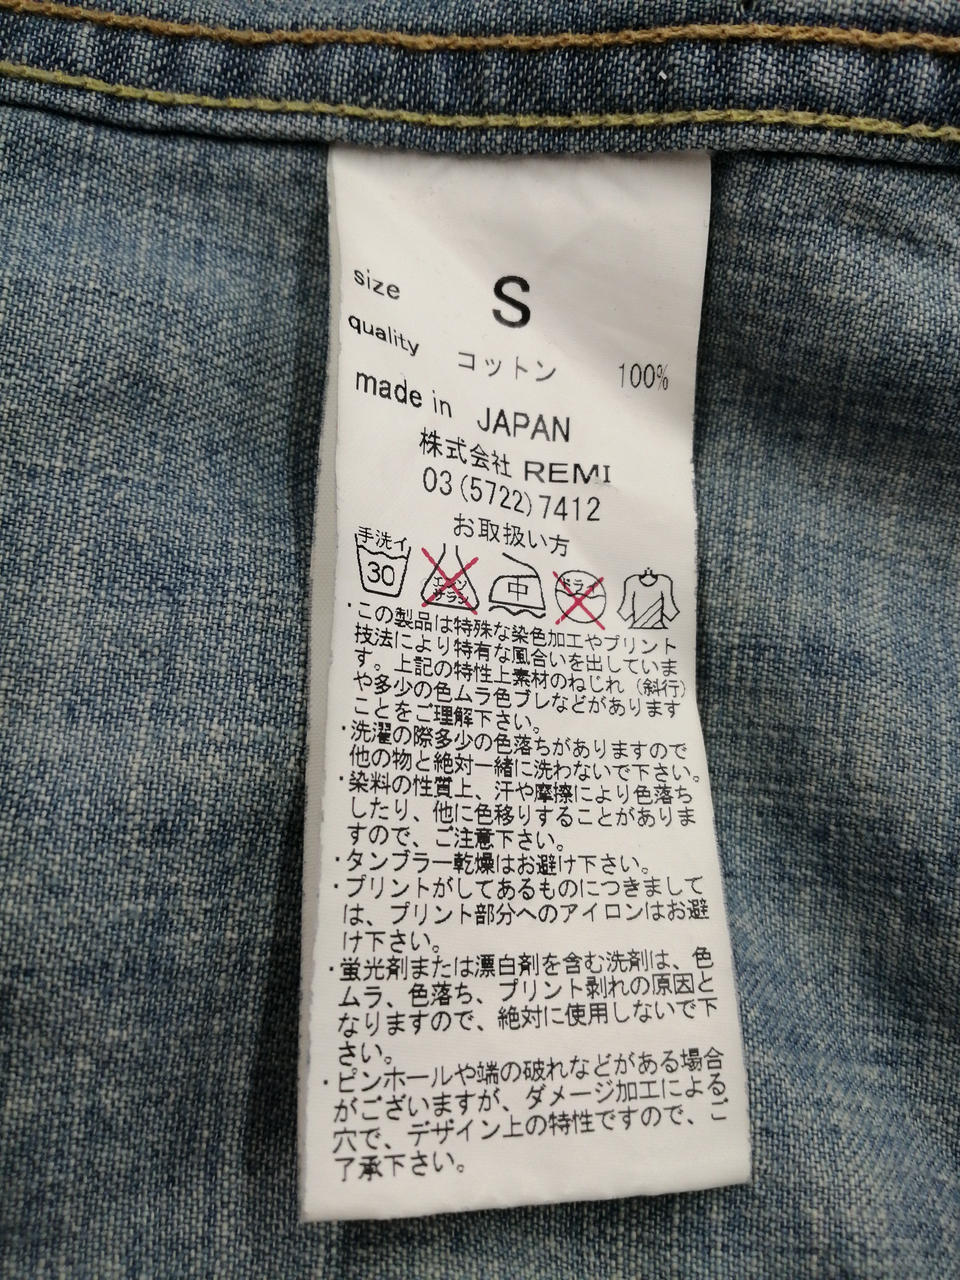 size S
quality コットン 100%
made in JAPAN
株式会社 REMI
03(5722)7412
お取扱い方
手洗イ
30
エンソ
サラシ
中
ドライ
・この製品は特殊な染色加工やプリント
技法により特有な風合いを出していま
す。上記の特性上素材のねじれ（斜行）
や多少の色ムラ色ブレなどがあります
ことをご理解下さい。
・洗濯の際多少の色落ちがありますので
他の物と絶対一緒に洗わないで下さい。
・染料の性質上、汗や摩擦により色落ち
したり、他に色移りすることがありま
すので、ご注意下さい。
・タンブラー乾燥はお避け下さい。
・プリントがしてあるものにつきまして
は、プリント部分へのアイロンはお避
け下さい。
・蛍光剤または漂白剤を含む洗剤は、色
ムラ、色落ち、プリント剥れの原因と
なりますので、絶対に使用しないで下
さい。
・ピンホールや端の破れなどがある場合
がございますが、ダメージ加工によるご
穴で、デザイン上の特性ですので、ご
了承下さい。